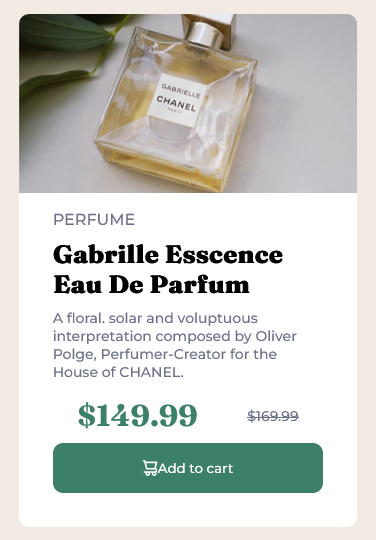 GABRIELLE
CHANEL
PARIS
PERFUME
Gabrille Esscence
Eau De Parfum
A floral. solar and voluptuous
interpretation composed by Oliver
Polge, Perfumer-Creator for the
House of CHANEL.
$149.99 $169.99
Add to cart